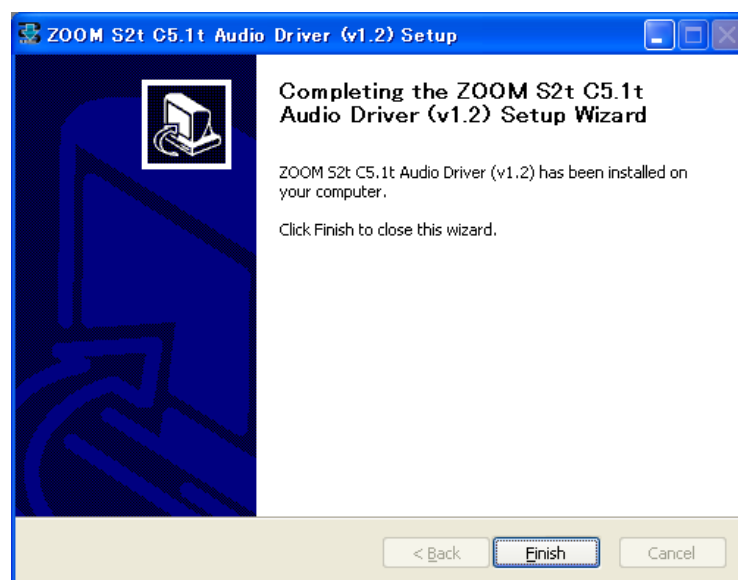 ZOOM S2t C5.1t Audio Driver (v1.2) Setup
Completing the ZOOM S2t C5.1t
Audio Driver (v1.2) Setup Wizard
ZOOM S2t C5.1t Audio Driver (v1.2) has been installed on
your computer.
Click Finish to close this wizard.
< Back
Finish
Cancel